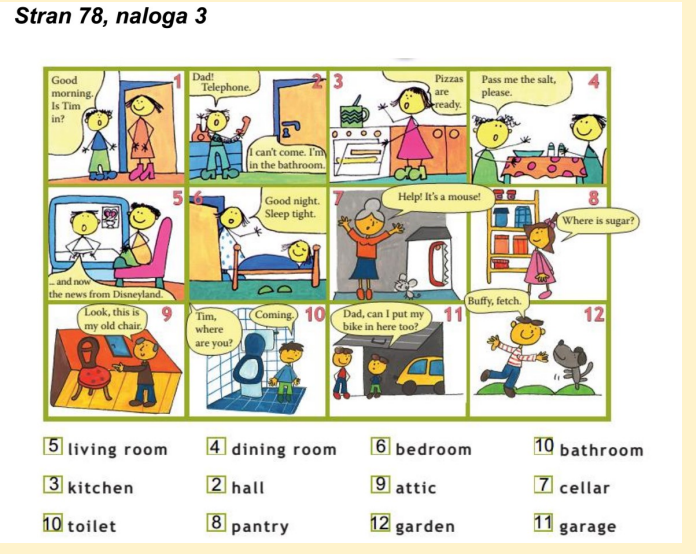 Stran 78, naloga 3
Good
morning.
Is Tim
in?
1
Dad!
Telephone.
2
I can't come. I'm
in the bathroom.
3
Pizzas
are
ready.
Pass me the salt,
please.
4
5
... and now
the news from Disneyland.
6
Good night.
Sleep tight.
7
Help! It's a mouse!
8
Where is sugar?
Look, this is
my old chair.
9
Tim,
where
are you?
Coming.
10
Dad, can I put my
bike in here too?
11
Buffy, fetch.
12
5 living room
4 dining room
6 bedroom
10 bathroom
3 kitchen
2 hall
9 attic
7 cellar
10 toilet
8 pantry
12 garden
11 garage